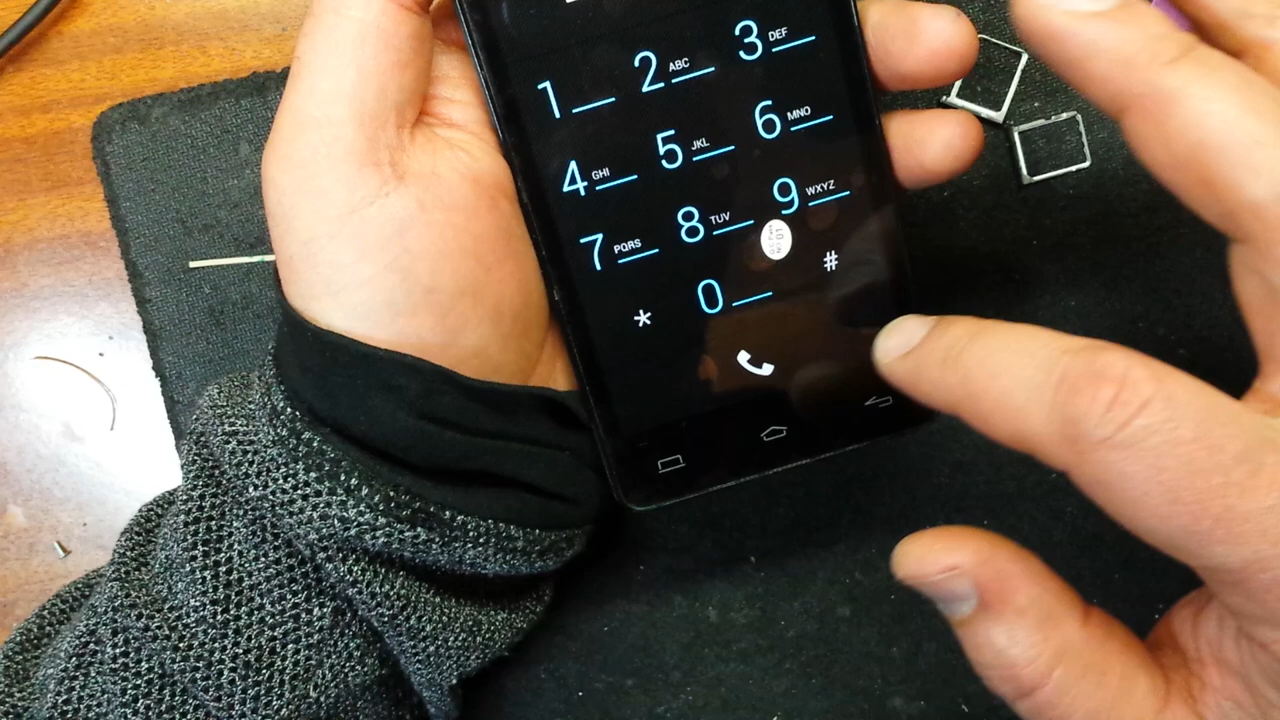 1
2 ABC
3 DEF
4 GHI
5 JKL
6 MNO
7 PQRS
8 TUV
9 WXYZ
*
0
#